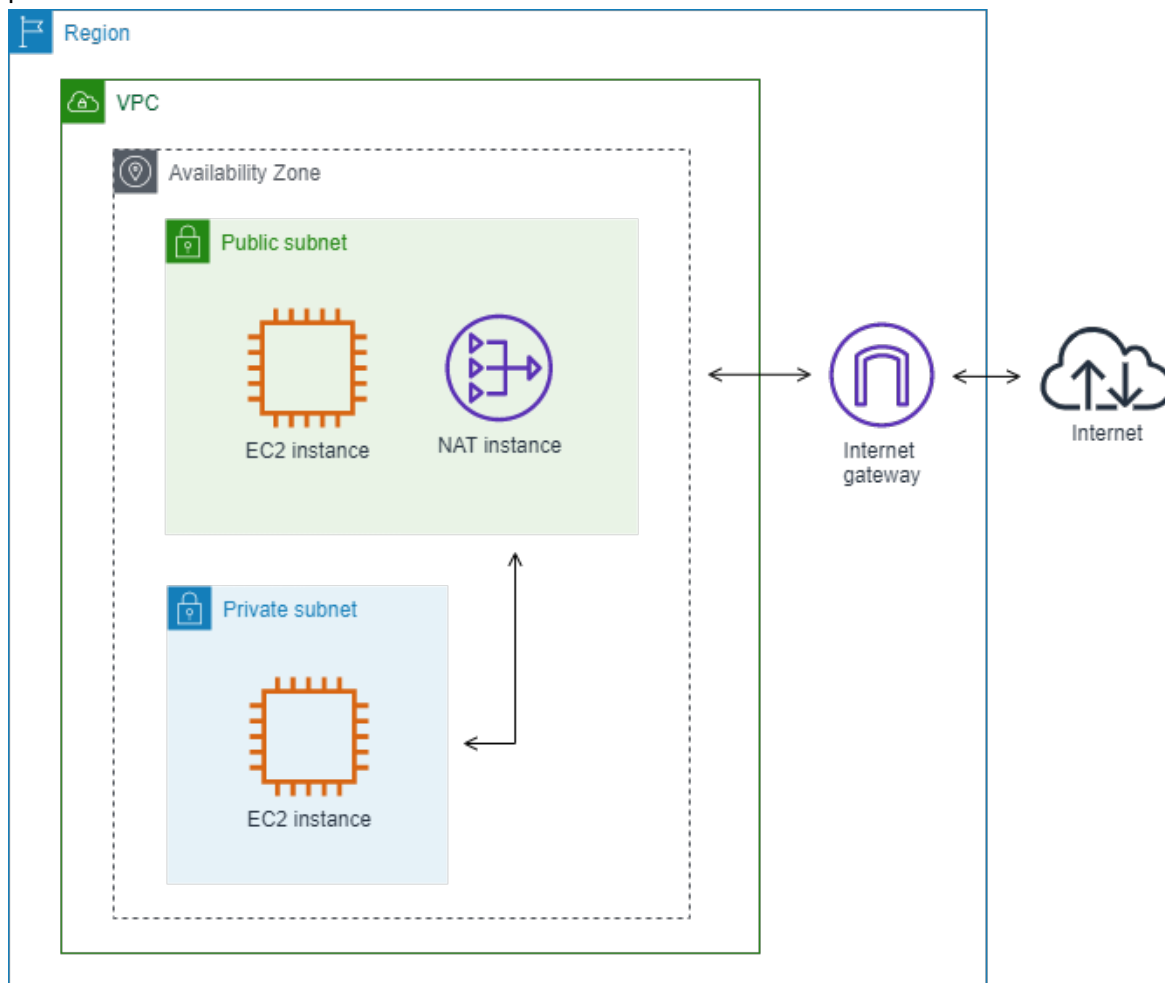 Region
VPC
Availability Zone
Public subnet
EC2 instance
NAT instance
Internet
gateway
Internet
Private subnet
EC2 instance